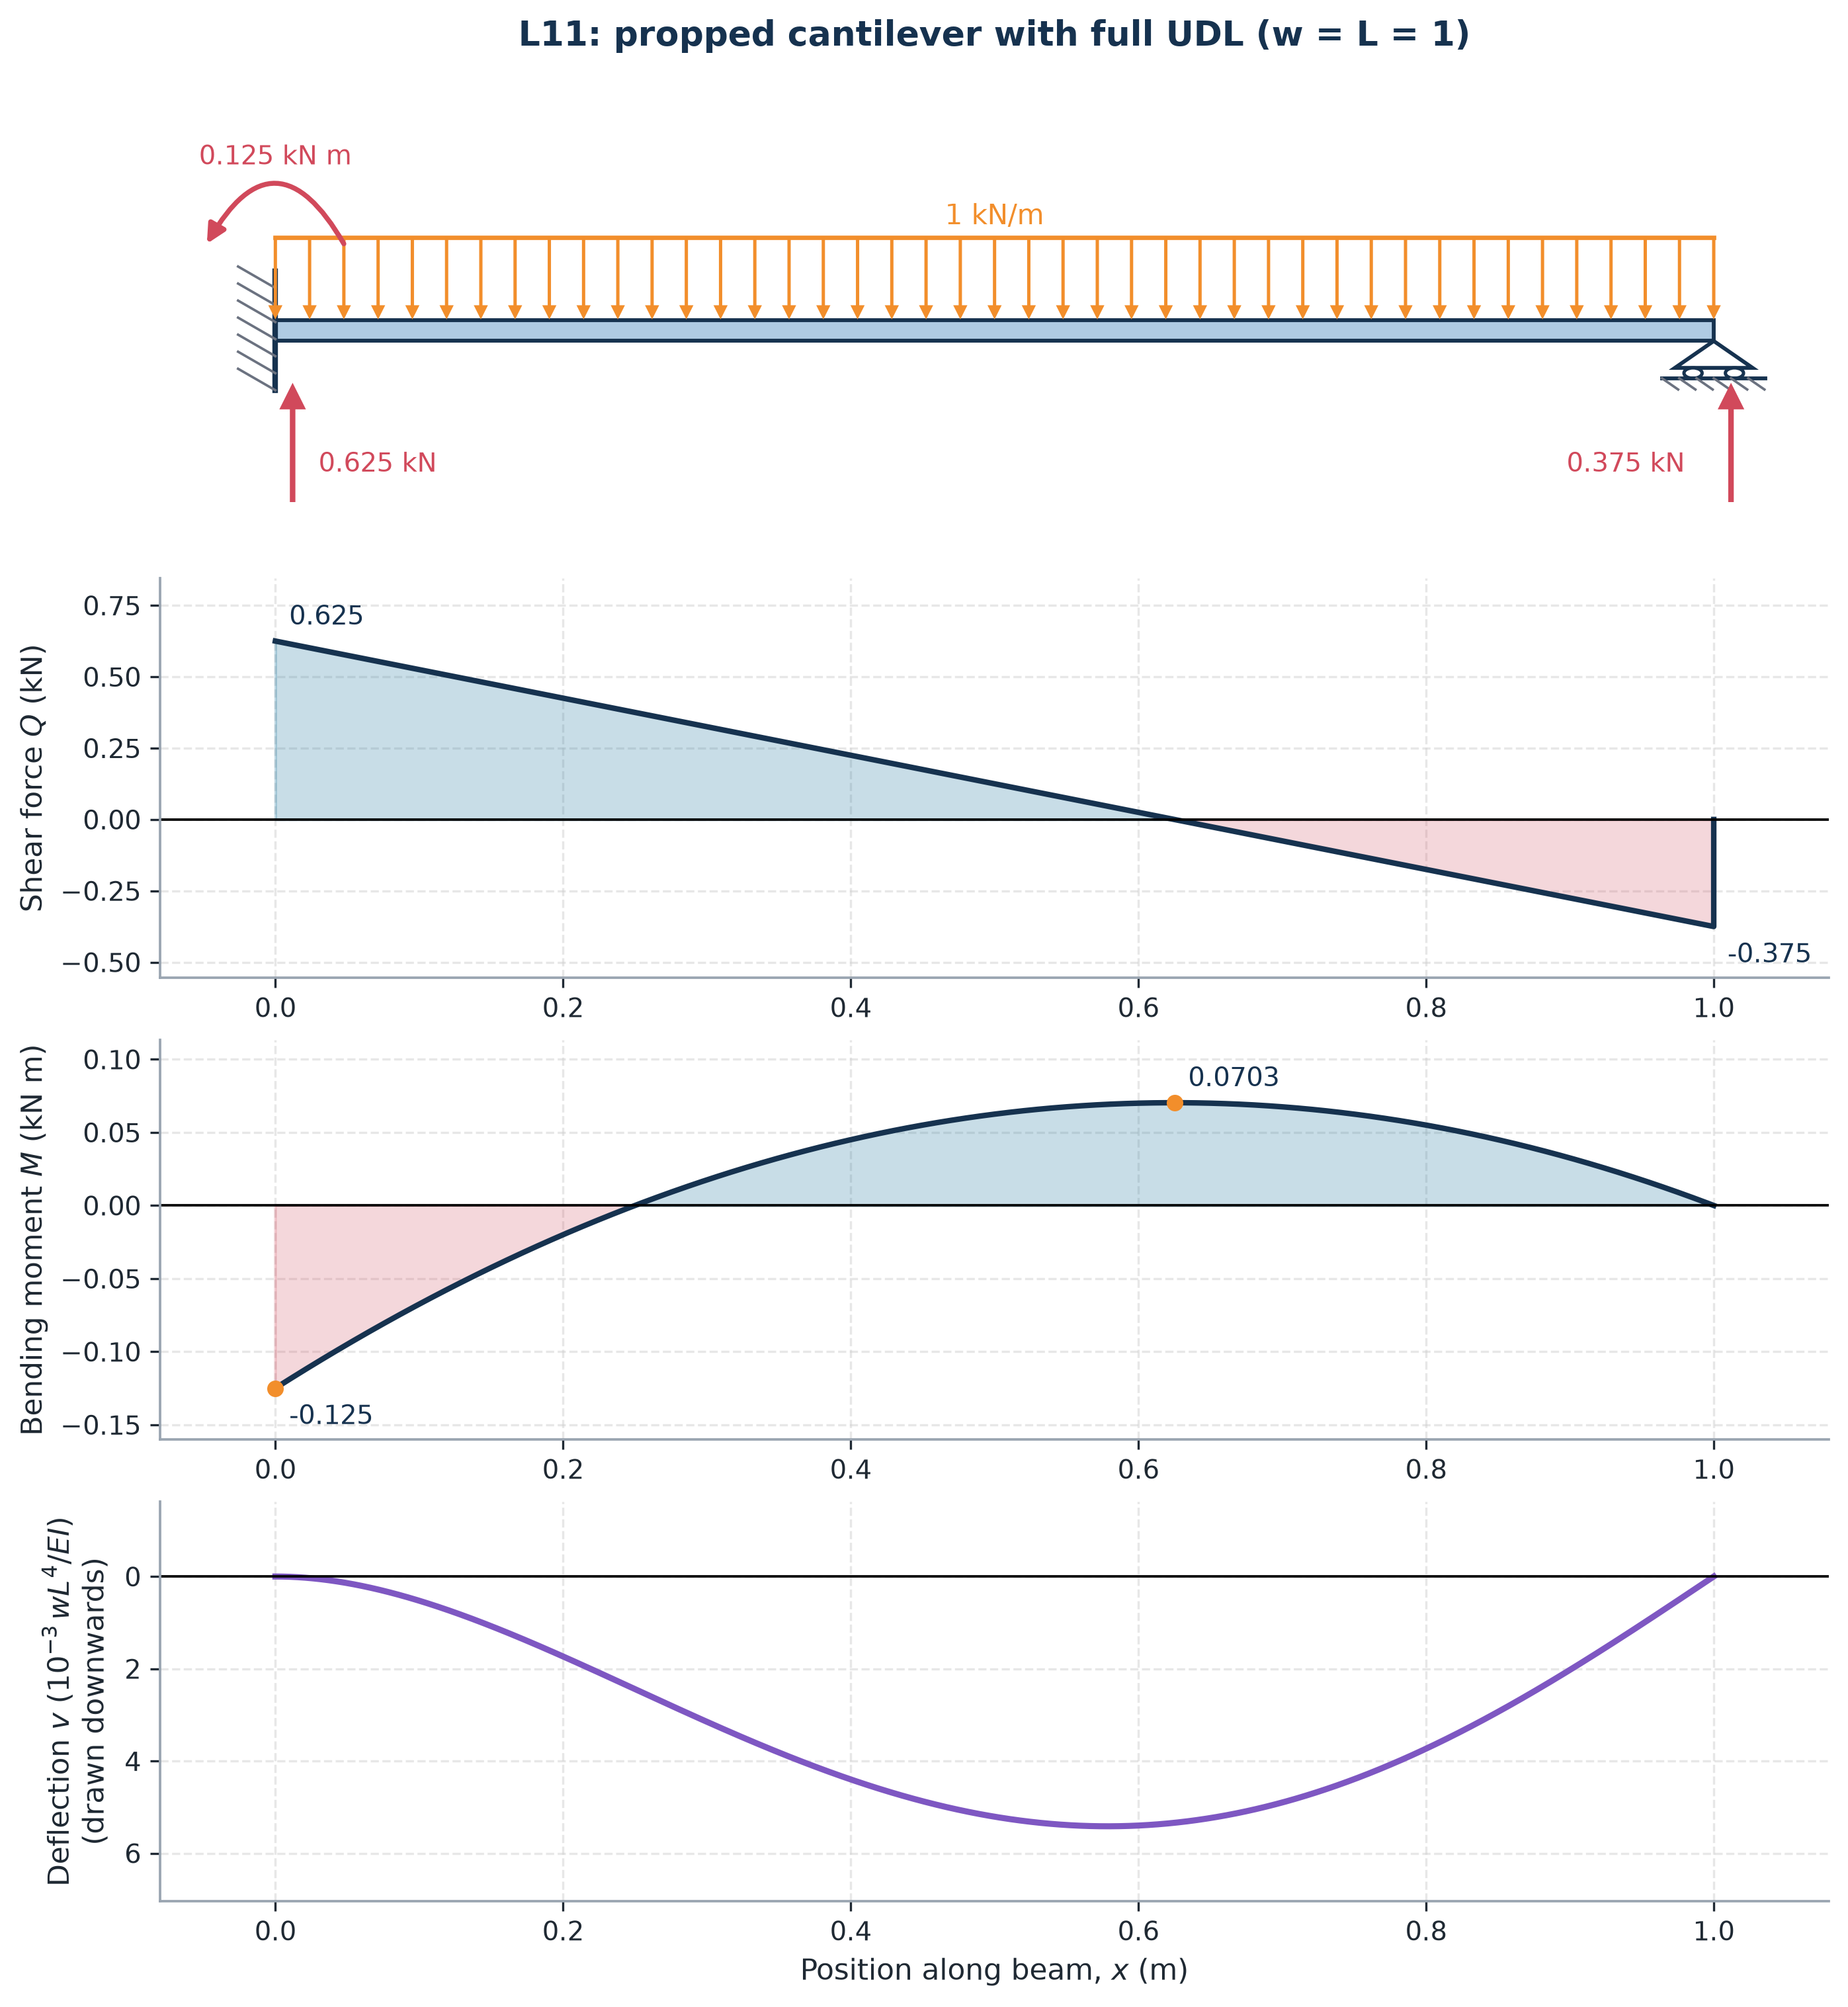 L11: propped cantilever with full UDL (w = L = 1)
0.125 kN m
1 kN/m
0.625 kN
0.375 kN
Shear force Q (kN)
0.75
0.50
0.25
0.00
−0.25
−0.50
0.625
-0.375
0.0 0.2 0.4 0.6 0.8 1.0
Bending moment M (kN m)
0.10
0.05
0.00
−0.05
−0.10
−0.15
0.0703
-0.125
0.0 0.2 0.4 0.6 0.8 1.0
Deflection v (10⁻³ wL⁴/EI)
(drawn downwards)
0
2
4
6
0.0 0.2 0.4 0.6 0.8 1.0
Position along beam, x (m)